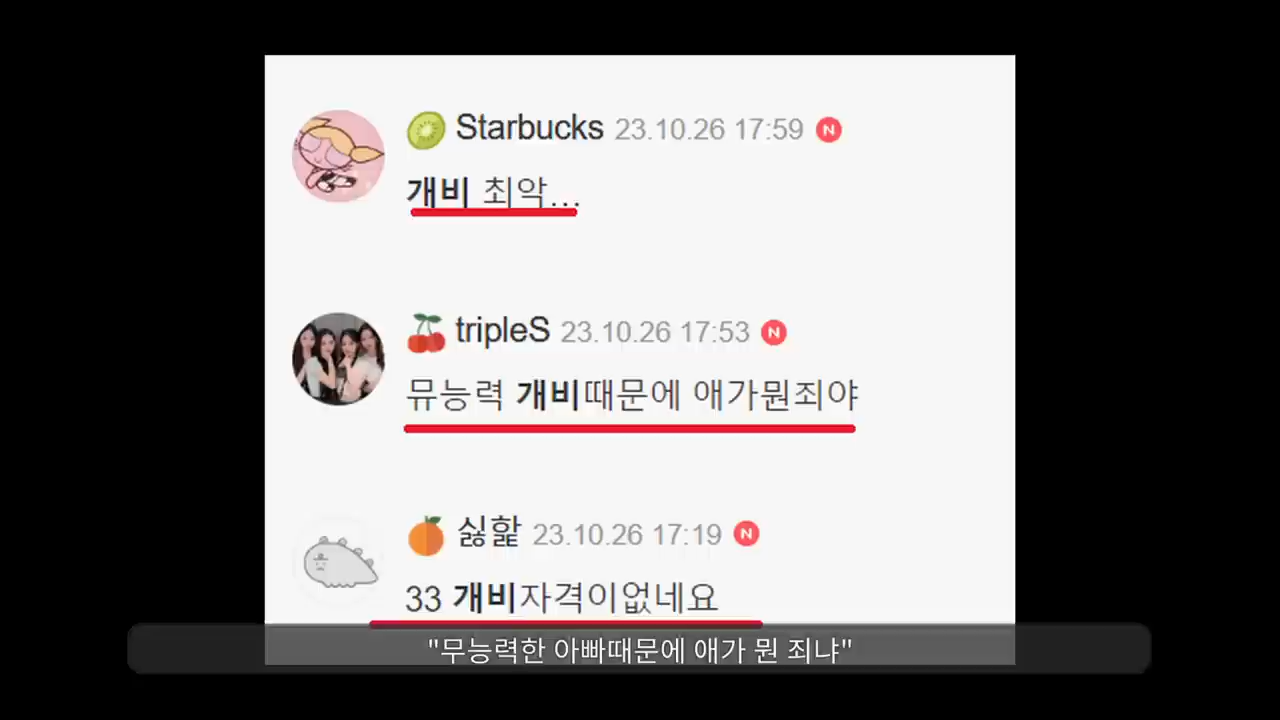 Starbucks 23.10.26 17:59 N
개비 최악...
tripleS 23.10.26 17:53 N
뮤능력 개비때문에 애가뭔죄야
싫핥 23.10.26 17:19 N
33 개비자격이없네요
"무능력한 아빠때문에 애가 뭔 죄냐"